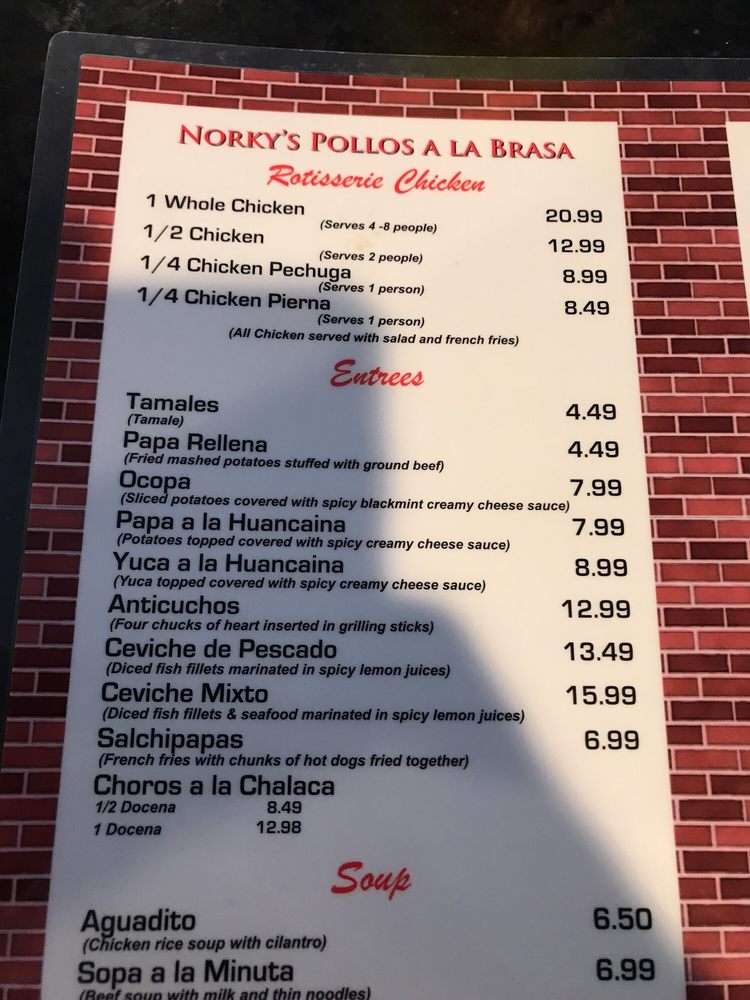 NORKY'S POLLOS A LA BRASA
Rotisserie Chicken
1 Whole Chicken 20.99
(Serves 4 -8 people)
1/2 Chicken 12.99
(Serves 2 people)
1/4 Chicken Pechuga 8.99
(Serves 1 person)
1/4 Chicken Pierna 8.49
(Serves 1 person)
(All Chicken served with salad and french fries)
Entrees
Tamales 4.49
(Tamale)
Papa Rellena 4.49
(Fried mashed potatoes stuffed with ground beef)
Ocopa 7.99
(Sliced potatoes covered with spicy blackmint creamy cheese sauce)
Papa a la Huancaina 7.99
(Potatoes topped covered with spicy creamy cheese sauce)
Yuca a la Huancaina 8.99
(Yuca topped covered with spicy creamy cheese sauce)
Anticuchos 12.99
(Four chucks of heart inserted in grilling sticks)
Ceviche de Pescado 13.49
(Diced fish fillets marinated in spicy lemon juices)
Ceviche Mixto 15.99
(Diced fish fillets & seafood marinated in spicy lemon juices)
Salchipapas 6.99
(French fries with chunks of hot dogs fried together)
Choros a la Chalaca
1/2 Docena 8.49
1 Docena 12.98
Soup
Aguadito 6.50
(Chicken rice soup with cilantro)
Sopa a la Minuta 6.99
(Beef soup with milk and thin noodles)